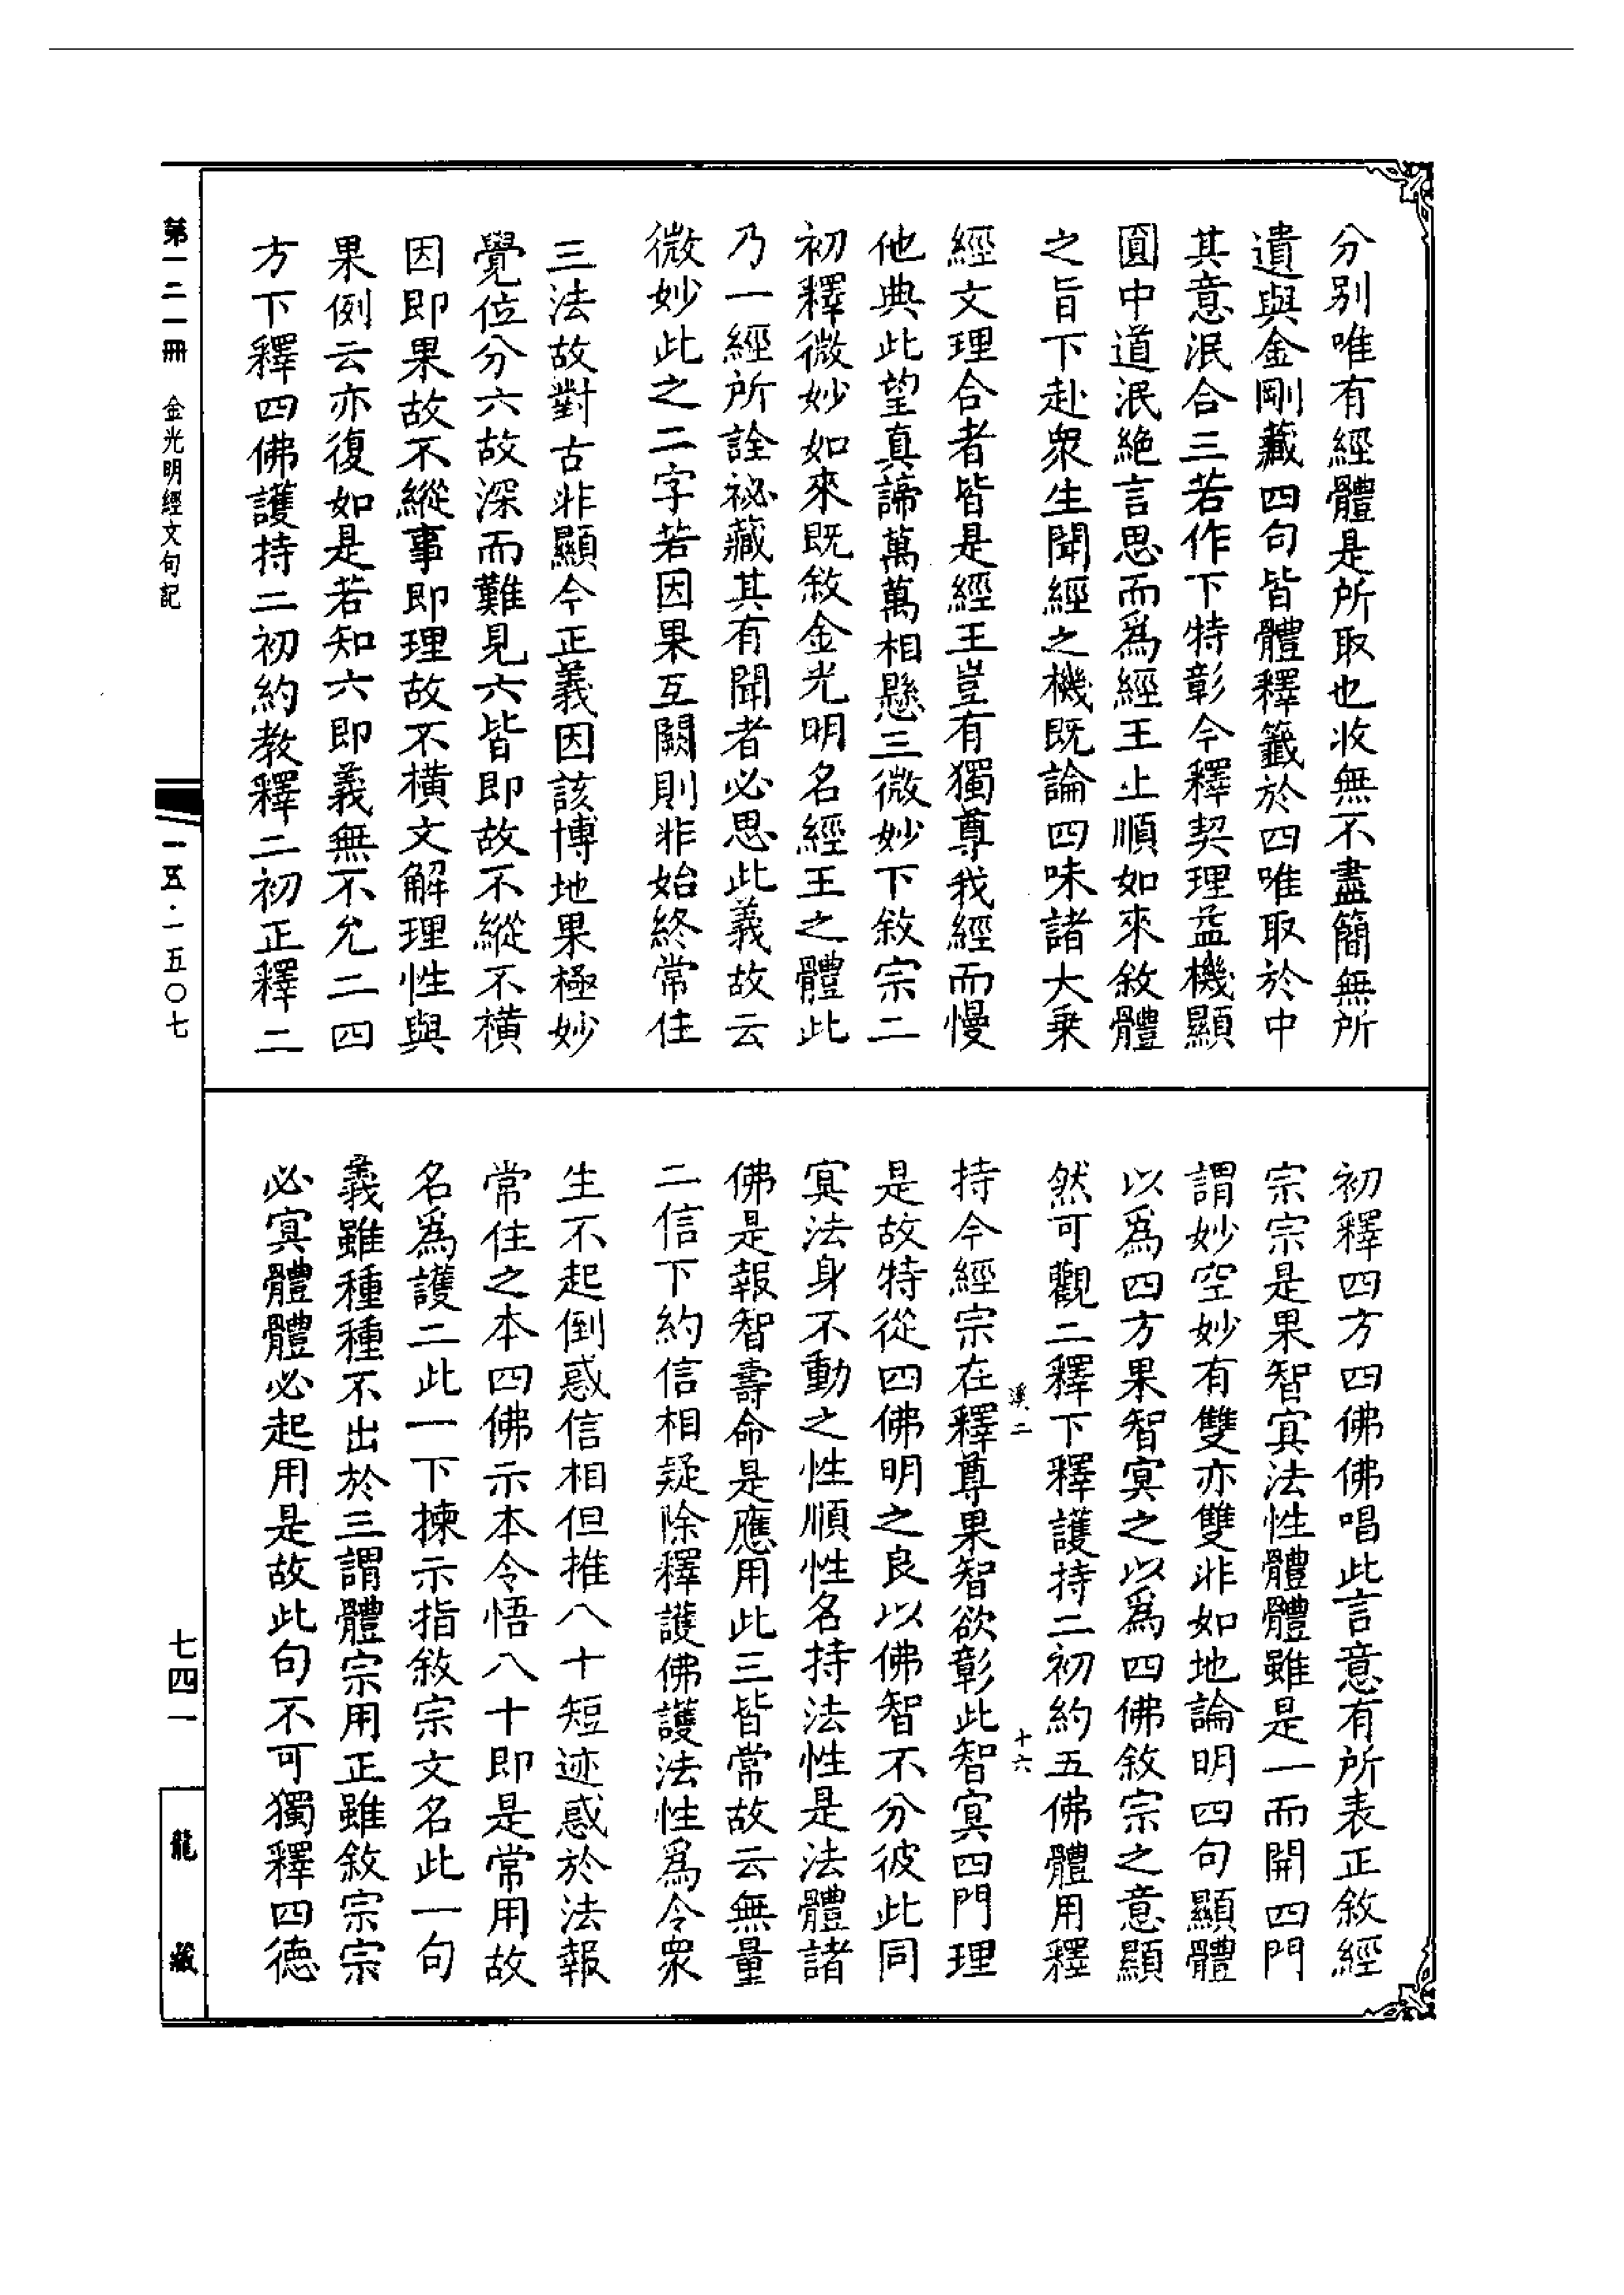 分别唯有經體是所取也收無不盡簡無所
遺與金剛藏四句皆體釋籤於四唯取於中
其意泯合三若作下特彰今釋契理益機顯
圓中道泯絶言思而爲經王上順如來敘體
之旨下赴衆生聞經之機既論四味諸大乗
經文理合者皆是經王豈有獨尊我經而慢
他典此望真諦萬萬相懸三微妙下敘宗二
初釋微妙如來既敘金光明名經王之體此
乃一經所詮祕藏其有聞者必思此義故云
微妙此之二字若因果互闕則非始終常住
三法故對古非顯今正義因該博地果極妙
覺位分六故深而難見六皆即故不縱不横
因即果故不縱事即理故不横文解理性與
果例云亦復如是若知六即義無不允二四
方下釋四佛護持二初約教釋二初正釋二
初釋四方四佛唱此言意有所表正敘經
宗宗是果智㝠法性體體雖是一而開四門
謂妙空妙有雙亦雙非如地論明四句顯體
以爲四方果智㝠之以爲四佛敘宗之意顯
然可觀二釋下釋護持二初約五佛體用釋
漢二
十六
持今經宗在釋尊果智欲彰此智㝠四門理
是故特從四佛明之良以佛智不分彼此同
㝠法身不動之性順性名持法性是法體諸
佛是報智壽命是應用此三皆常故云無量
二信下約信相疑除釋護佛護法性爲令衆
生不起倒惑信相但推八十短迹惑於法報
常住之本四佛示本令悟八十即是常用故
名爲護二此一下揀示指敘宗文名此一句
義雖種種不出於三謂體宗用正雖敘宗宗
必㝠體體必起用是故此句不可獨釋四德
第一二一冊 金光明經文句記
一五·一五〇七
七四一
龍藏